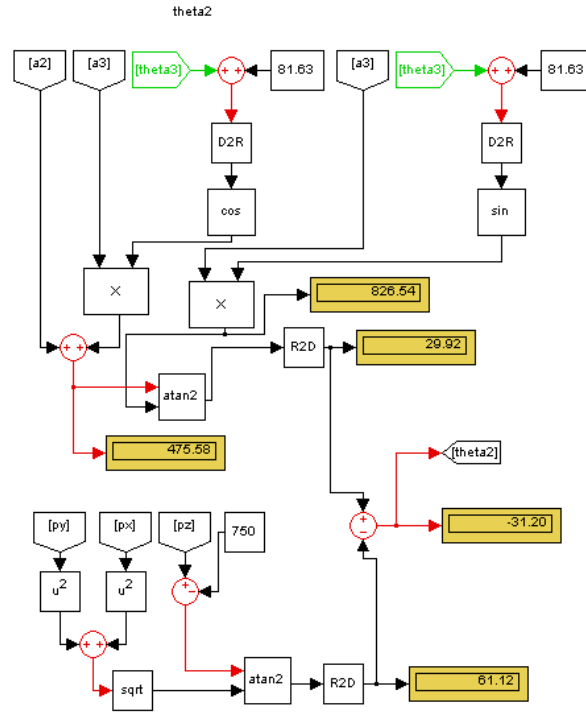 theta2
[a2]
[a3]
[theta3]
+ +
81.63
[a3]
[theta3]
+ +
81.63
D2R
D2R
cos
sin
×
×
826.54
+ +
R2D
29.92
atan2
475.58
[theta2]
[py]
[px]
[pz]
750
+
−
-31.20
u2
u2
+
−
+ +
sqrt
atan2
R2D
61.12